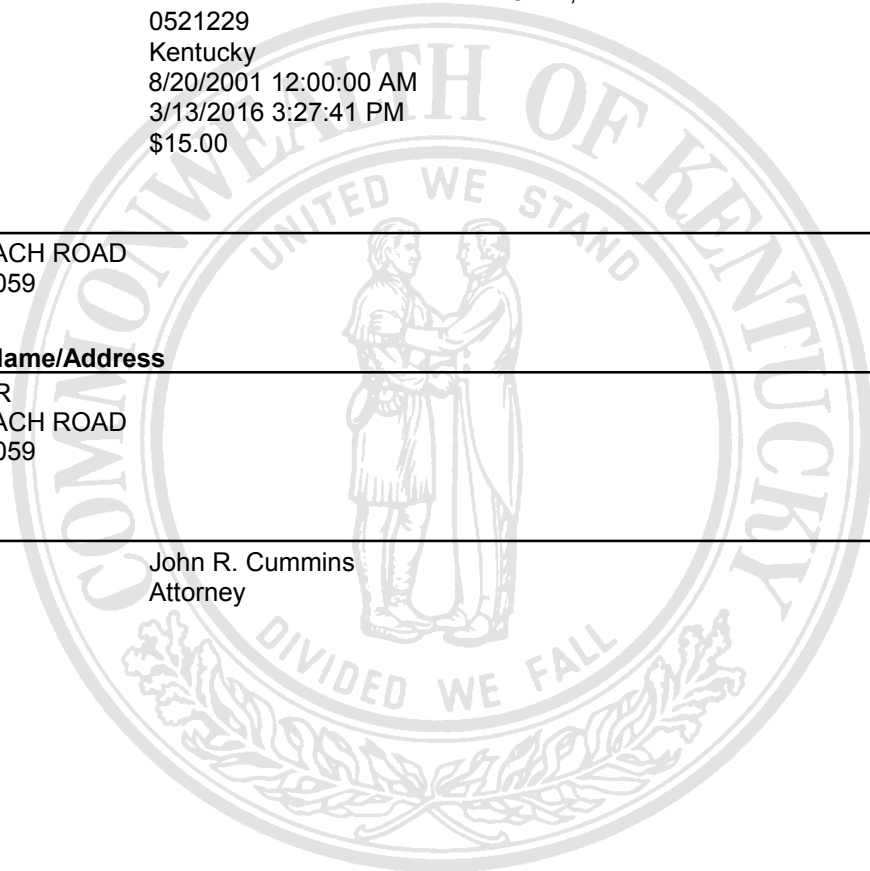 0521229
Kentucky
8/20/2001 12:00:00 AM
3/13/2016 3:27:41 PM
$15.00
ACH ROAD
059
Name/Address
R
ACH ROAD
059
John R. Cummins
Attorney
COMMONWEALTH OF KENTUCKY
UNITED WE STAND
DIVIDED WE FALL